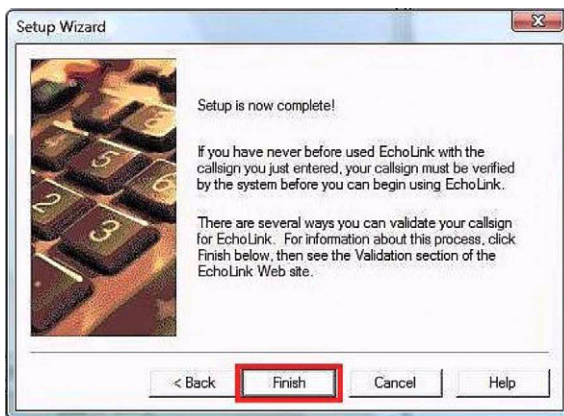 Setup Wizard
Setup is now complete!
If you have never before used EchoLink with the
callsign you just entered, your callsign must be verified
by the system before you can begin using EchoLink.
There are several ways you can validate your callsign
for EchoLink. For information about this process, click
Finish below, then see the Validation section of the
EchoLink Web site.
< Back Finish Cancel Help